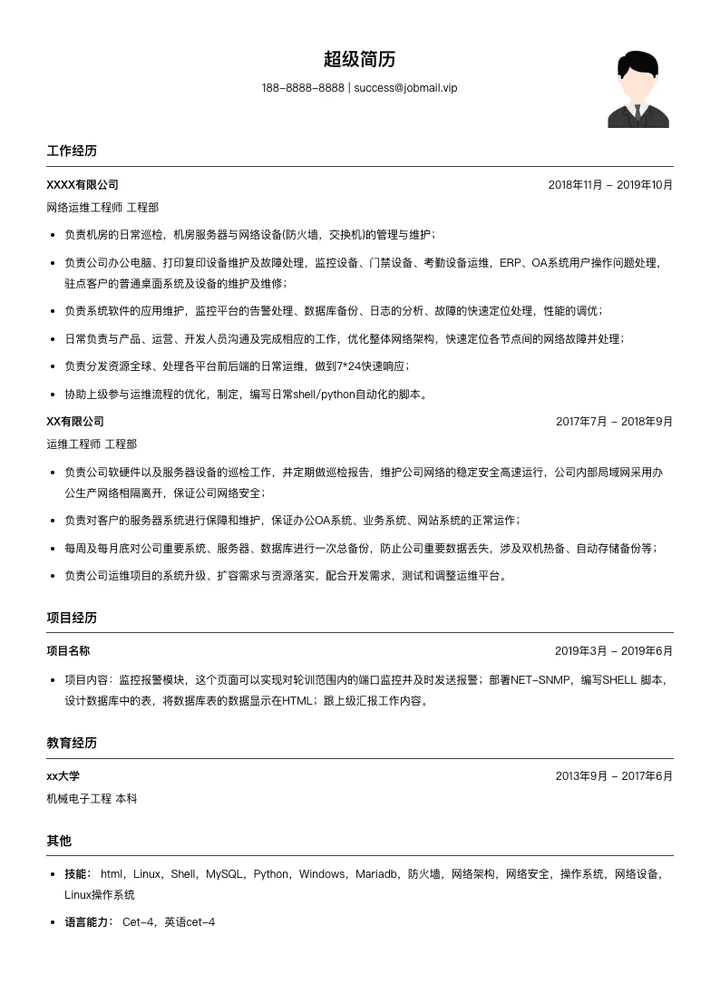 超级简历
188-8888-8888 | success@jobmail.vip
工作经历
XXXX有限公司 2018年11月 – 2019年10月
网络运维工程师 工程部
• 负责机房的日常巡检，机房服务器与网络设备(防火墙，交换机)的管理与维护；
• 负责公司办公电脑、打印复印设备维护及故障处理，监控设备、门禁设备、考勤设备运维，ERP、OA系统用户操作问题处理，
驻点客户的普通桌面系统及设备的维护及维修；
• 负责系统软件的应用维护，监控平台的告警处理、数据库备份、日志的分析、故障的快速定位处理，性能的调优；
• 日常负责与产品、运营、开发人员沟通及完成相应的工作，优化整体网络架构，快速定位各节点间的网络故障并处理；
• 负责分发资源全球、处理各平台前后端的日常运维，做到7*24快速响应；
• 协助上级参与运维流程的优化，制定，编写日常shell/python自动化的脚本。
XX有限公司 2017年7月 – 2018年9月
运维工程师 工程部
• 负责公司软硬件以及服务器设备的巡检工作，并定期做巡检报告，维护公司网络的稳定安全高速运行，公司内部局域网采用办
公生产网络相隔离开，保证公司网络安全；
• 负责对客户的服务器系统进行保障和维护，保证办公OA系统、业务系统、网站系统的正常运作；
• 每周及每月底对公司重要系统、服务器、数据库进行一次总备份，防止公司重要数据丢失，涉及双机热备、自动存储备份等；
• 负责公司运维项目的系统升级、扩容需求与资源落实，配合开发需求，测试和调整运维平台。
项目经历
项目名称 2019年3月 – 2019年6月
• 项目内容：监控报警模块，这个页面可以实现对轮训范围内的端口监控并及时发送报警；部署NET-SNMP，编写SHELL 脚本，
设计数据库中的表，将数据库表的数据显示在HTML；跟上级汇报工作内容。
教育经历
xx大学 2013年9月 – 2017年6月
机械电子工程 本科
其他
• 技能： html，Linux，Shell，MySQL，Python，Windows，Mariadb，防火墙，网络架构，网络安全，操作系统，网络设备，
Linux操作系统
• 语言能力： Cet-4，英语cet-4